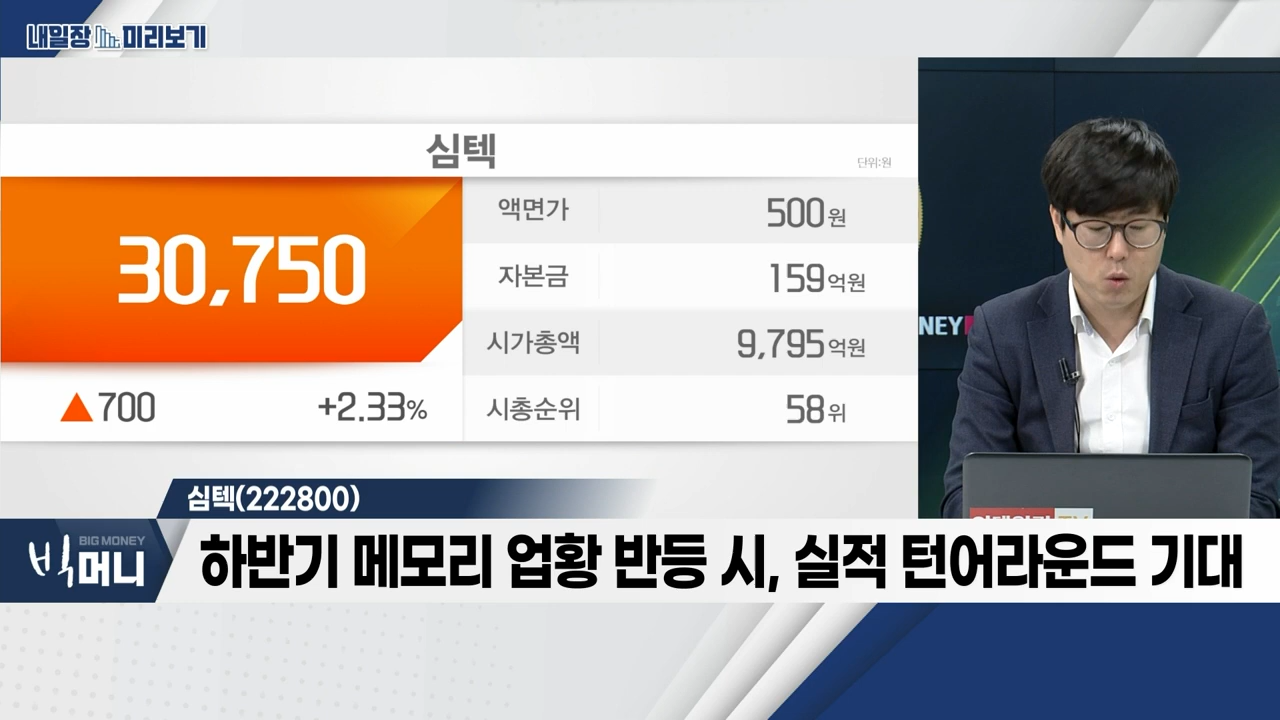 내일장 미리보기
심텍
단위:원
30,750
▲700 +2.33%
액면가 500원
자본금 159억원
시가총액 9,795억원
시총순위 58위
NEY
심텍(222800)
BIG MONEY
빅머니
하반기 메모리 업황 반등 시, 실적 턴어라운드 기대